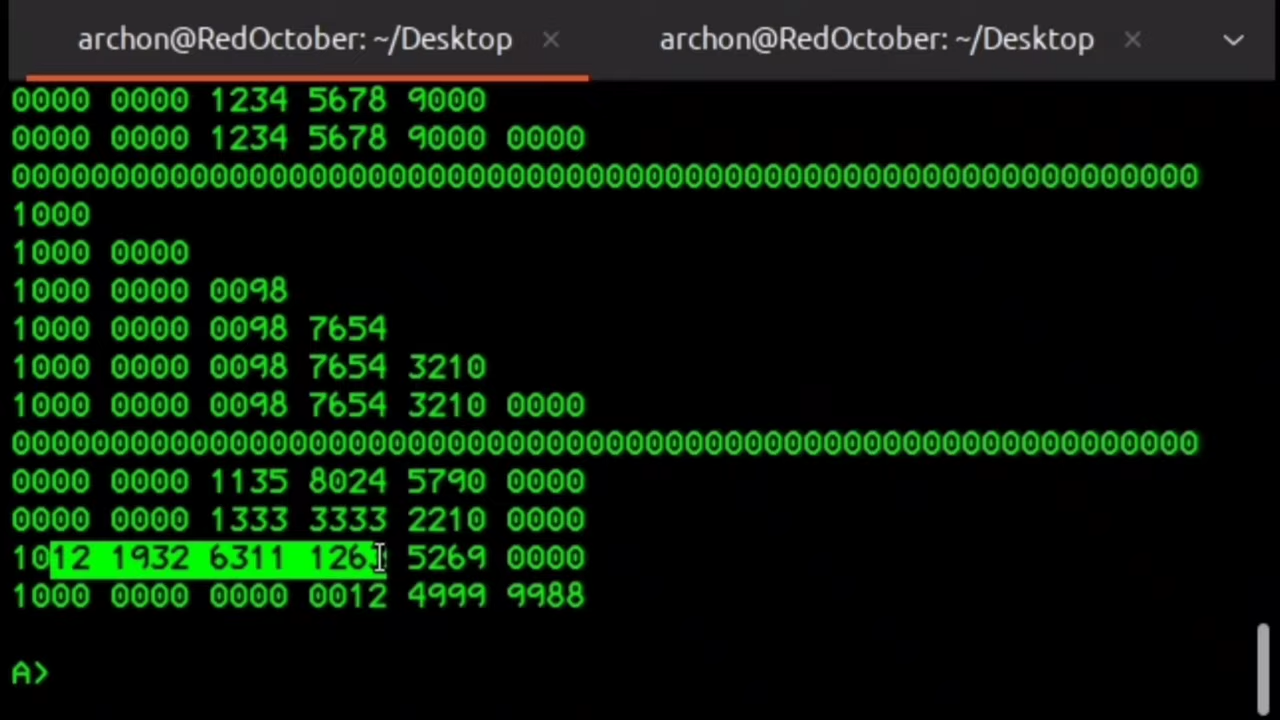 archon@RedOctober: ~/Desktop × archon@RedOctober: ~/Desktop ×
0000 0000 1234 5678 9000
0000 0000 1234 5678 9000 0000
000000000000000000000000000000000000000000000000000000000000
1000
1000 0000
1000 0000 0098
1000 0000 0098 7654
1000 0000 0098 7654 3210
1000 0000 0098 7654 3210 0000
000000000000000000000000000000000000000000000000000000000000
0000 0000 1135 8024 5790 0000
0000 0000 1333 3333 2210 0000
1012 1932 6311 1263 5269 0000
1000 0000 0000 0012 4999 9988
A>